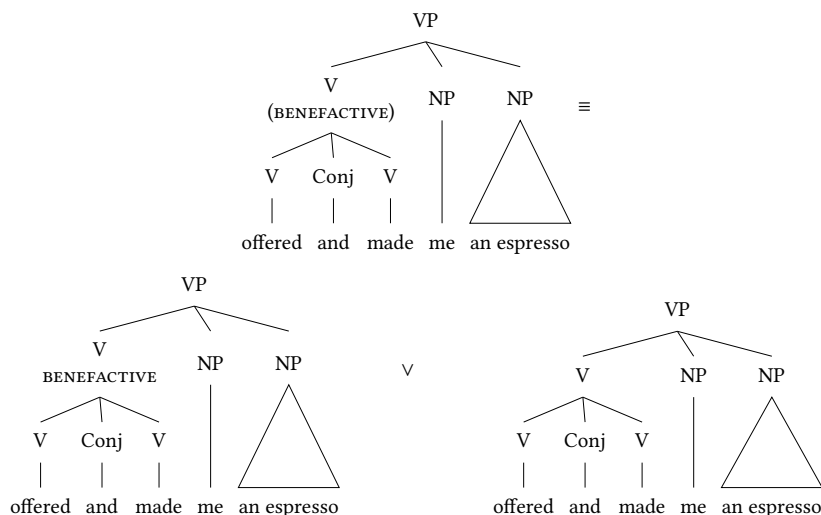 VP
V
(BENEFACTIVE) NP NP ≡
V Conj V
offered and made me an espresso
VP VP
V
BENEFACTIVE NP NP ∨ V NP NP
V Conj V V Conj V
offered and made me an espresso offered and made me an espresso